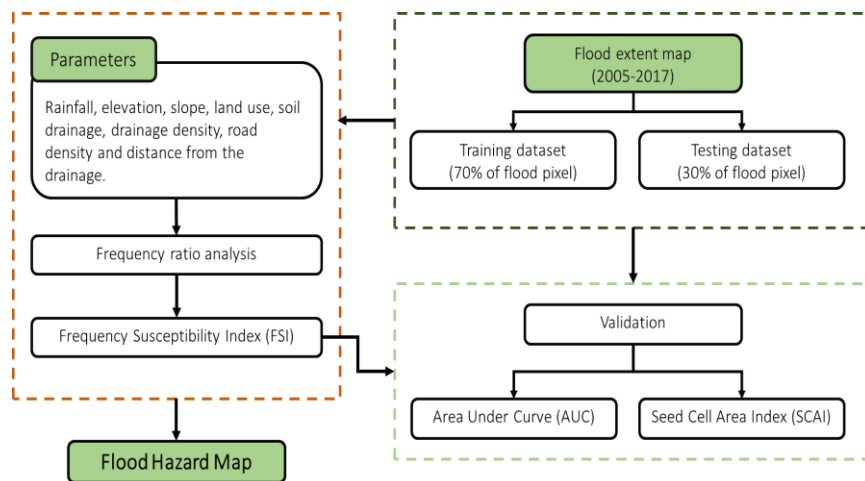 Parameters
Rainfall, elevation, slope, land use, soil
drainage, drainage density, road
density and distance from the
drainage.
Frequency ratio analysis
Frequency Susceptibility Index (FSI)
Flood Hazard Map
Flood extent map
(2005-2017)
Training dataset
(70% of flood pixel)
Testing dataset
(30% of flood pixel)
Validation
Area Under Curve (AUC)
Seed Cell Area Index (SCAI)